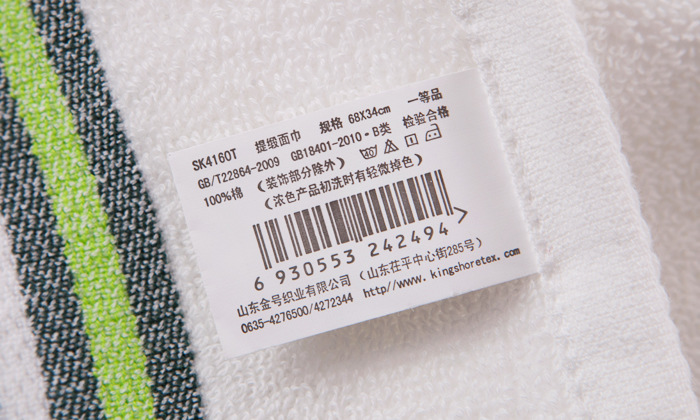 SK4160T 提缎面巾 规格 68X34cm 一等品
GB/T22864-2009 GB18401-2010·B类 检验合格
100%棉 （装饰部分除外）
（浓色产品初洗时有轻微掉色）
6 930553 242494 >
山东金号织业有限公司 （山东茌平中心街285号）
0635-4276500/4272344 http//www.kingshoretex.com